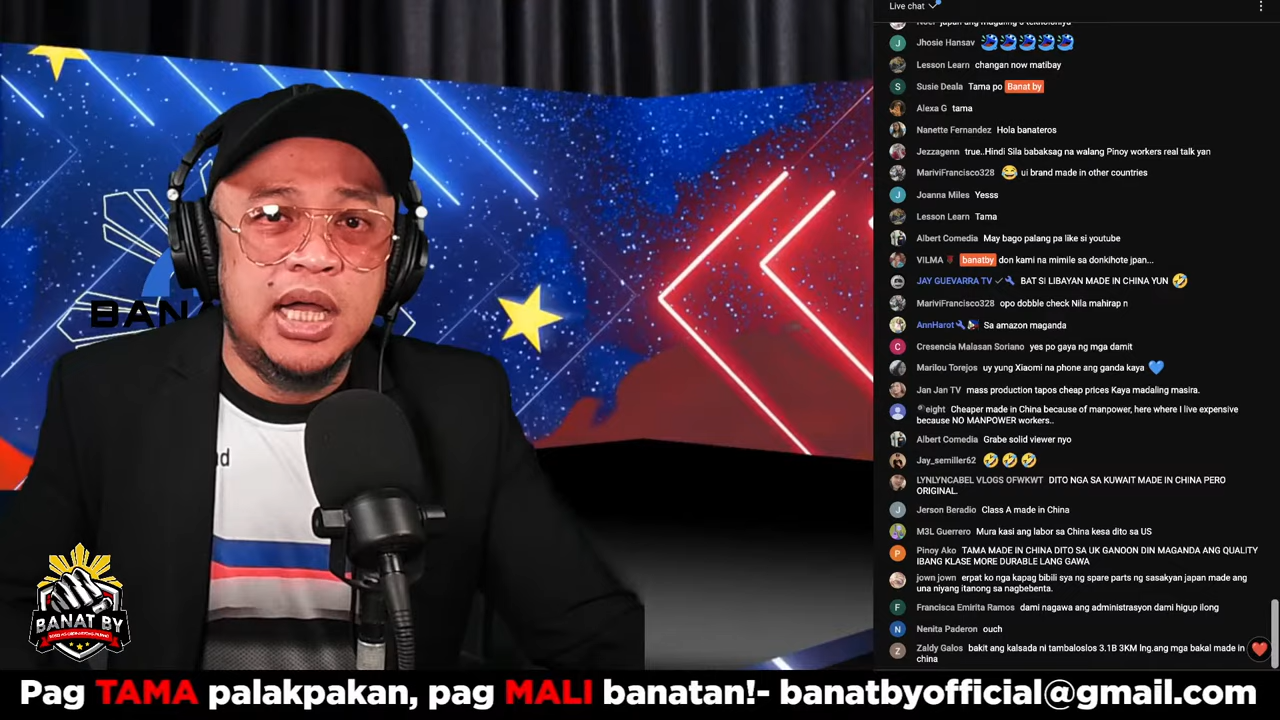 Live chat
Jhosie Hansav
Lesson Learn changan now matibay
Susie Deala Tama po Banat by
Alexa G tama
Nanette Fernandez Hola banateros
Jezzagenn true..Hindi Sila babaksag na walang Pinoy workers real talk yan
MariviFrancisco328 ui brand made in other countries
Joanna Miles Yesss
Lesson Learn Tama
Albert Comedia May bago palang pa like si youtube
VILMA banatby don kami na mimile sa donkihote jpan...
JAY GUEVARRA TV BAT SI LIBAYAN MADE IN CHINA YUN
MariviFrancisco328 opo dobble check Nila mahirap n
AnnHarot Sa amazon maganda
Cresencia Malasan Soriano yes po gaya ng mga damit
Marilou Torejos uy yung Xiaomi na phone ang ganda kaya
Jan Jan TV mass production tapos cheap prices Kaya madaling masira.
eight Cheaper made in China because of manpower, here where I live expensive
because NO MANPOWER workers..
Albert Comedia Grabe solid viewer nyo
Jay_semiller62
LYNLYNCABEL VLOGS OFWKWT DITO NGA SA KUWAIT MADE IN CHINA PERO
ORIGINAL.
Jerson Beradio Class A made in China
M3L Guerrero Mura kasi ang labor sa China kesa dito sa US
Pinoy Ako TAMA MADE IN CHINA DITO SA UK GANOON DIN MAGANDA ANG QUALITY
IBANG KLASE MORE DURABLE LANG GAWA
jown jown erpat ko nga kapag bibili sya ng spare parts ng sasakyan japan made ang
una niyang itanong sa nagbebenta.
Francisca Emirita Ramos dami nagawa ang administrasyon dami higup ilong
Nenita Paderon ouch
Zaldy Galos bakit ang kalsada ni tambaloslos 3.1B 3KM lng.ang mga bakal made in
china
BAN
BANAT BY
Pag TAMA palakpakan, pag MALI banatan!- banatbyofficial@gmail.com